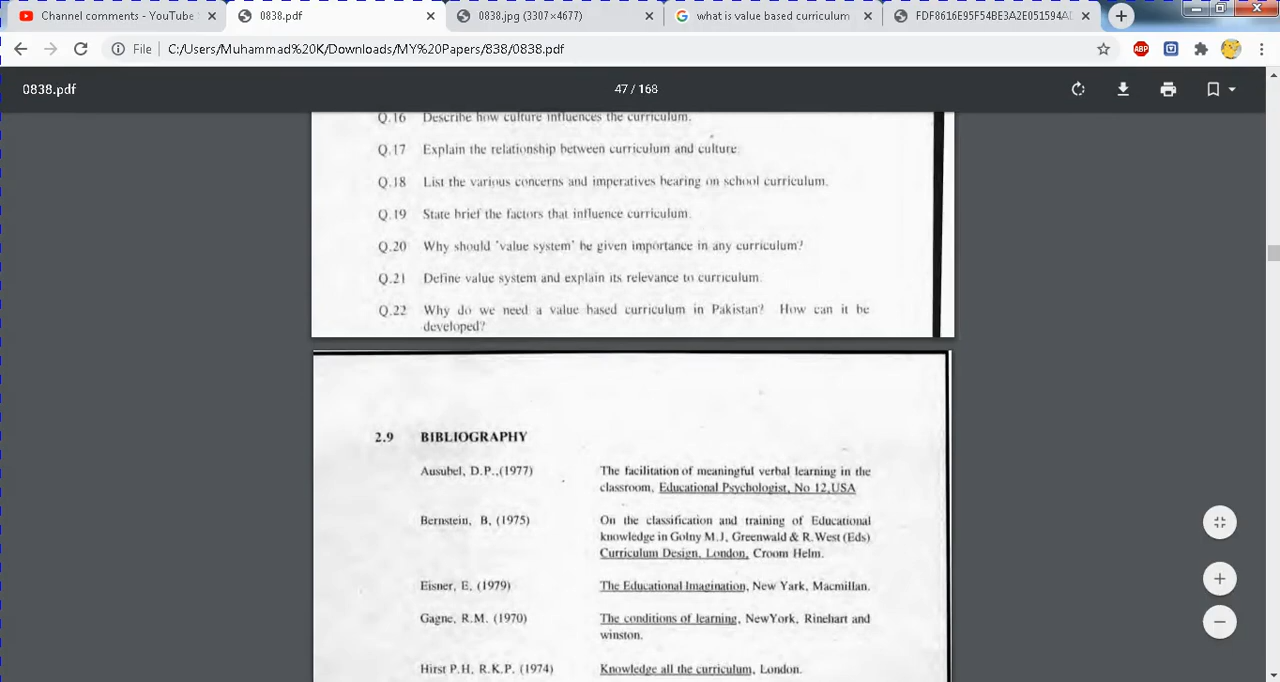 Channel comments - YouTube
0838.pdf
0838.jpg (3307×4677)
what is value based curriculum
FDF8616E95F54BE3A2E051594A
File
C:/Users/Muhammad%20K/Downloads/MY%20Papers/838/0838.pdf
ABP
0838.pdf
47 / 168
Q.16 Describe how culture influences the curriculum.
Q.17 Explain the relationship between curriculum and culture.
Q.18 List the various concerns and imperatives bearing on school curriculum.
Q.19 State brief the factors that influence curriculum.
Q.20 Why should 'value system' be given importance in any curriculum?
Q.21 Define value system and explain its relevance to curriculum.
Q.22 Why do we need a value based curriculum in Pakistan? How can it be
developed?
2.9 BIBLIOGRAPHY
Ausubel, D.P.,(1977) The facilitation of meaningful verbal learning in the
classroom, Educational Psychologist, No 12,USA
Bernstein, B, (1975) On the classification and training of Educational
knowledge in Golny M.J, Greenwald & R.West (Eds)
Curriculum Design, London, Croom Helm.
Eisner, E, (1979) The Educational Imagination, New Yark, Macmillan.
Gagne, R.M. (1970) The conditions of learning, NewYork, Rinehart and
winston.
Hirst P.H, R.K.P. (1974) Knowledge all the curriculum, London.